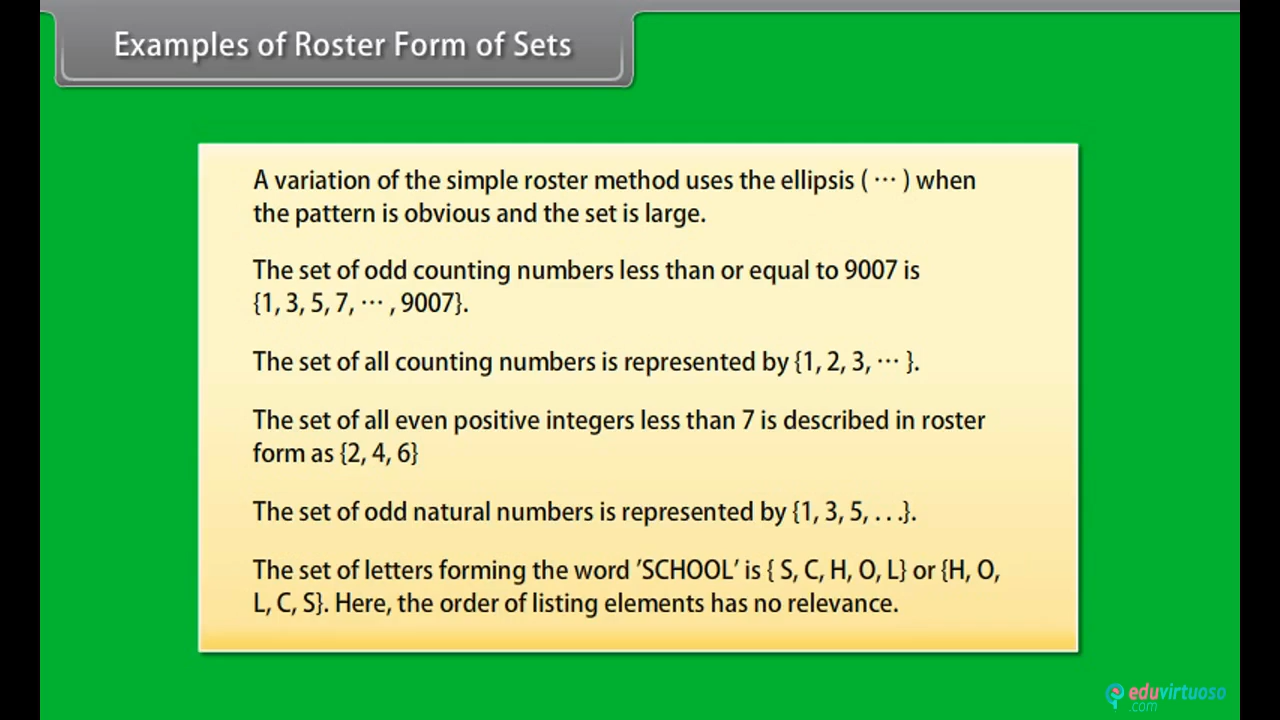 Examples of Roster Form of Sets
A variation of the simple roster method uses the ellipsis ( ⋯ ) when
the pattern is obvious and the set is large.
The set of odd counting numbers less than or equal to 9007 is
{1, 3, 5, 7, ⋯ , 9007}.
The set of all counting numbers is represented by {1, 2, 3, ⋯ }.
The set of all even positive integers less than 7 is described in roster
form as {2, 4, 6}
The set of odd natural numbers is represented by {1, 3, 5, . . .}.
The set of letters forming the word ‘SCHOOL’ is { S, C, H, O, L} or {H, O,
L, C, S}. Here, the order of listing elements has no relevance.
eduvirtuoso
.com